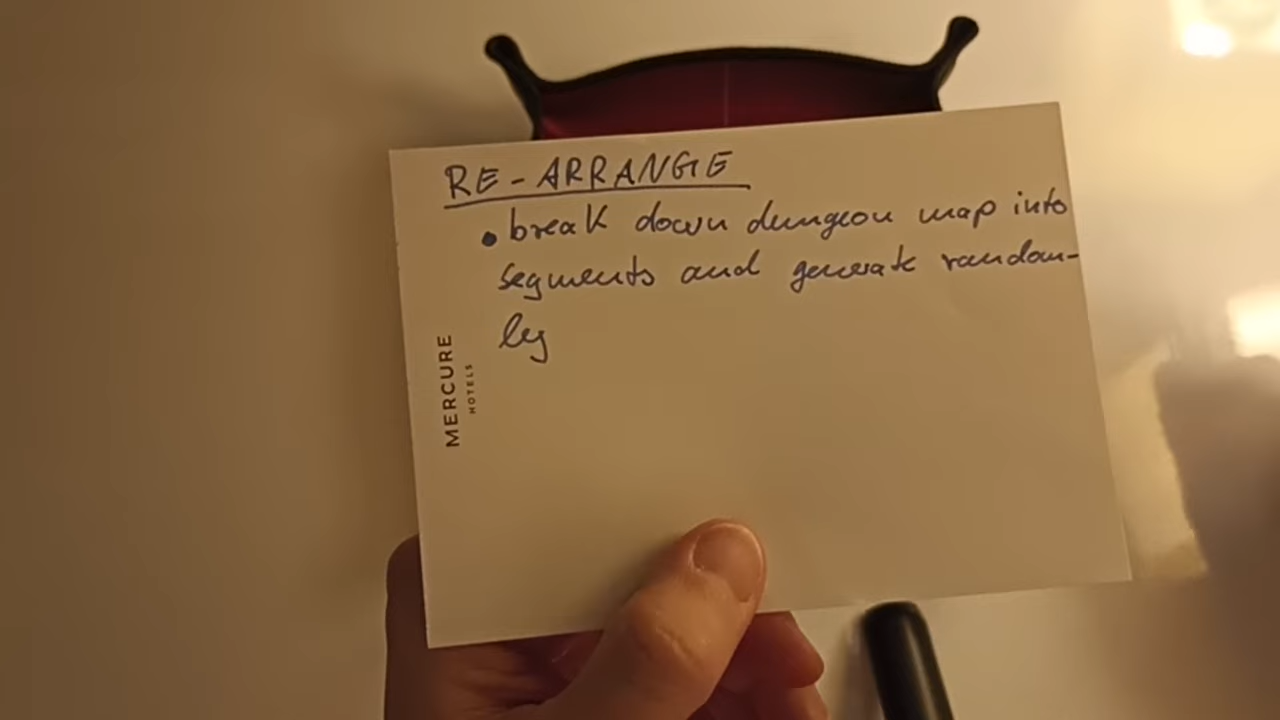 RE-ARRANGE
• break down dungeon map into
segments and generate random-
ly
MERCURE
HOTELS